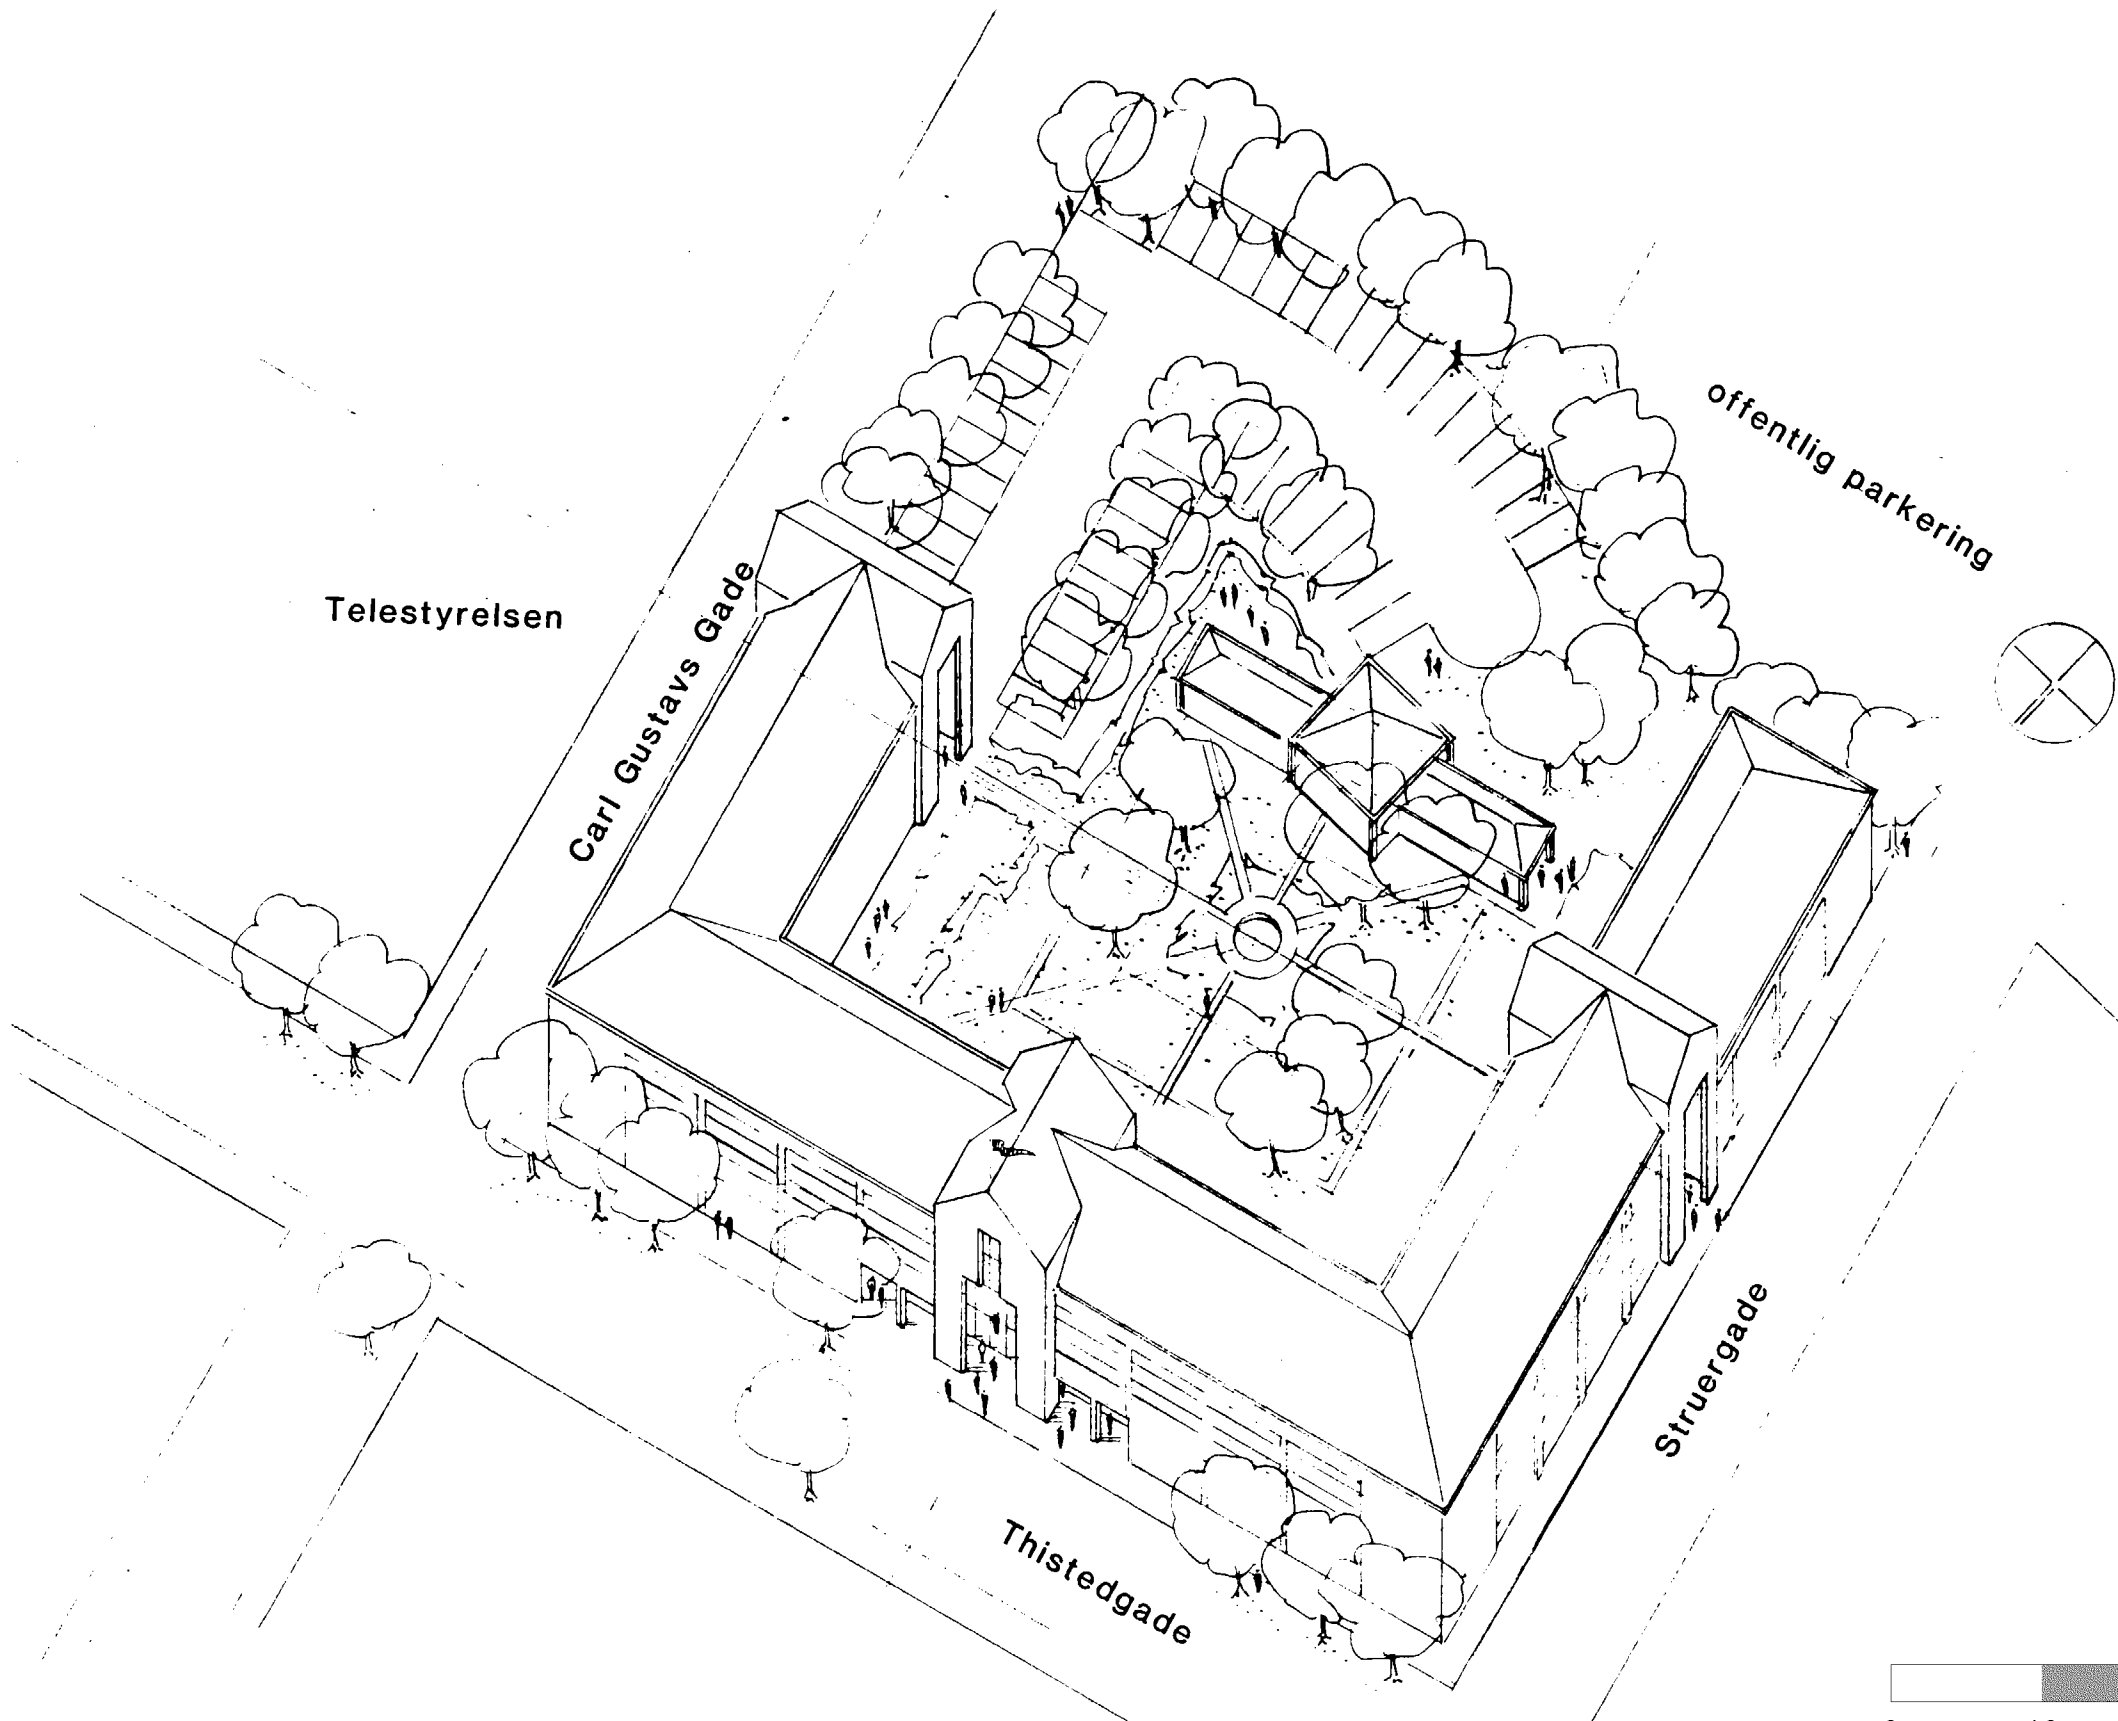 offentlig parkering
Telestyrelsen
Carl Gustavs Gade
Struergade
Thistedgade